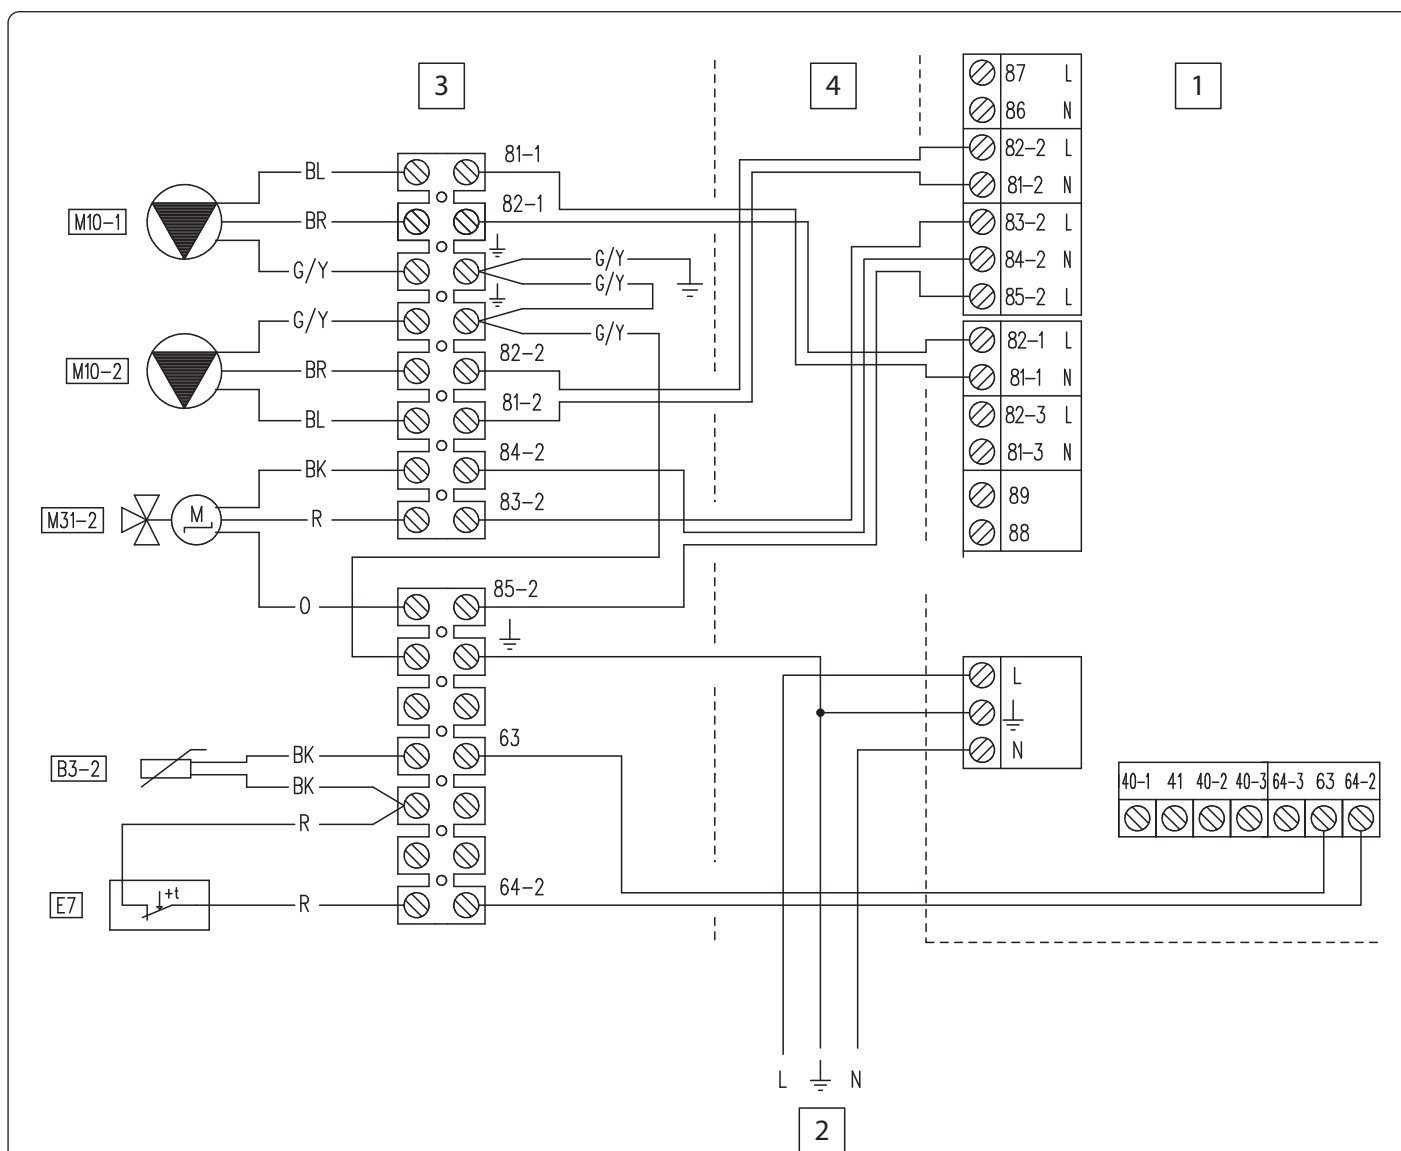 3
4
1
87 L
86 N
82-2 L
81-2 N
83-2 L
84-2 N
85-2 L
82-1 L
81-1 N
82-3 L
81-3 N
89
88
M10-1
BL
BR
G/Y
81-1
82-1
G/Y
G/Y
G/Y
M10-2
G/Y
BR
BL
82-2
81-2
M31-2
M
BK
R
O
84-2
83-2
85-2
B3-2
BK
BK
R
63
E7
+t
R
64-2
L
N
40-1 41 40-2 40-3 64-3 63 64-2
L N
2